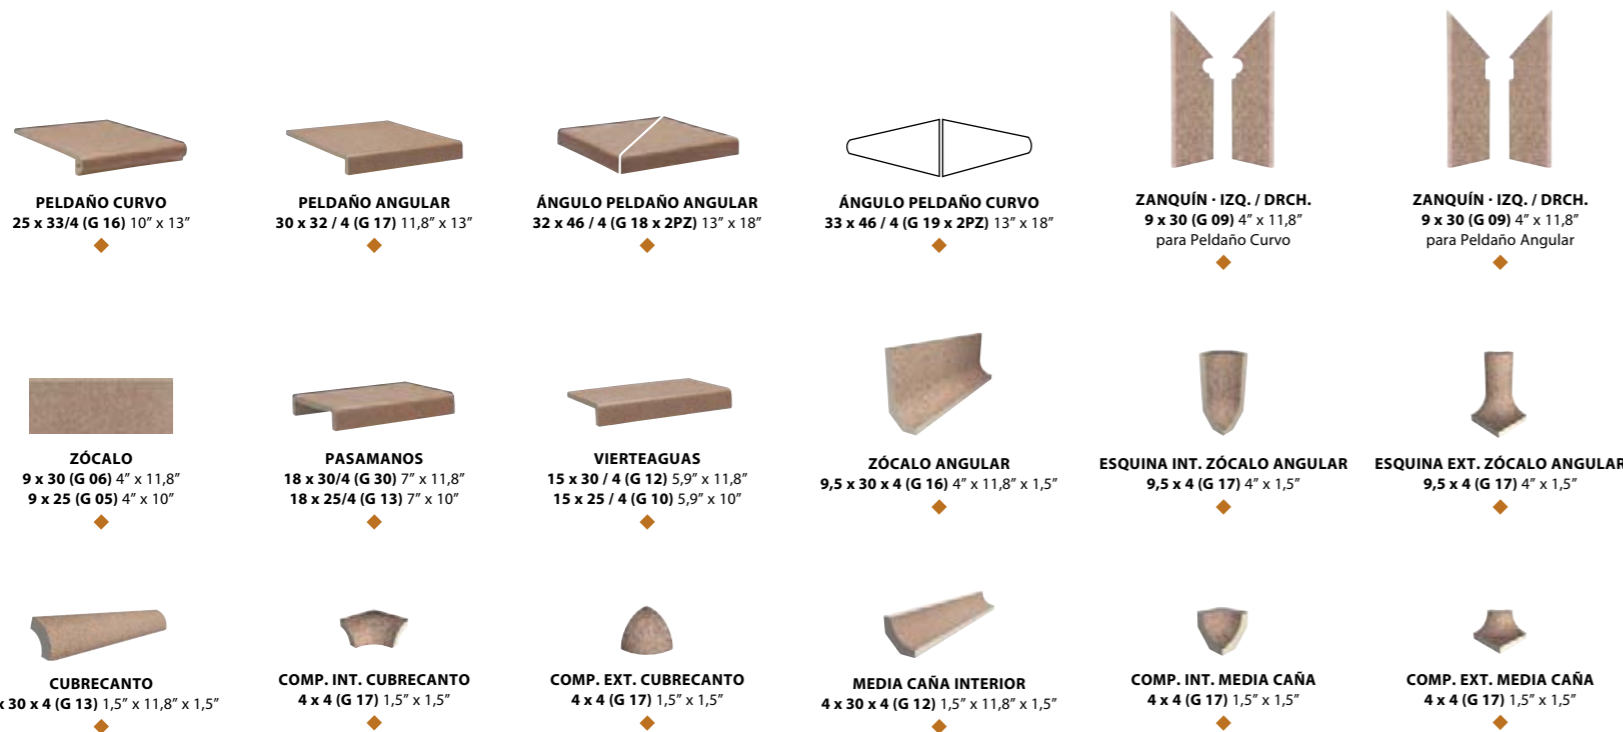 PELDAÑO CURVO
25 x 33/4 (G 16) 10” x 13”
PELDAÑO ANGULAR
30 x 32 / 4 (G 17) 11,8” x 13”
ÁNGULO PELDAÑO ANGULAR
32 x 46 / 4 (G 18 x 2PZ) 13” x 18”
ÁNGULO PELDAÑO CURVO
33 x 46 / 4 (G 19 x 2PZ) 13” x 18”
ZANQUÍN · IZQ. / DRCH.
9 x 30 (G 09) 4” x 11,8”
para Peldaño Curvo
ZANQUÍN · IZQ. / DRCH.
9 x 30 (G 09) 4” x 11,8”
para Peldaño Angular
ZÓCALO
9 x 30 (G 06) 4” x 11,8”
9 x 25 (G 05) 4” x 10”
PASAMANOS
18 x 30/4 (G 30) 7” x 11,8”
18 x 25/4 (G 13) 7” x 10”
VIERTEAGUAS
15 x 30 / 4 (G 12) 5,9” x 11,8”
15 x 25 / 4 (G 10) 5,9” x 10”
ZÓCALO ANGULAR
9,5 x 30 x 4 (G 16) 4” x 11,8” x 1,5”
ESQUINA INT. ZÓCALO ANGULAR
9,5 x 4 (G 17) 4” x 1,5”
ESQUINA EXT. ZÓCALO ANGULAR
9,5 x 4 (G 17) 4” x 1,5”
CUBRECANTO
x 30 x 4 (G 13) 1,5” x 11,8” x 1,5”
COMP. INT. CUBRECANTO
4 x 4 (G 17) 1,5” x 1,5”
COMP. EXT. CUBRECANTO
4 x 4 (G 17) 1,5” x 1,5”
MEDIA CAÑA INTERIOR
4 x 30 x 4 (G 12) 1,5” x 11,8” x 1,5”
COMP. INT. MEDIA CAÑA
4 x 4 (G 17) 1,5” x 1,5”
COMP. EXT. MEDIA CAÑA
4 x 4 (G 17) 1,5” x 1,5”